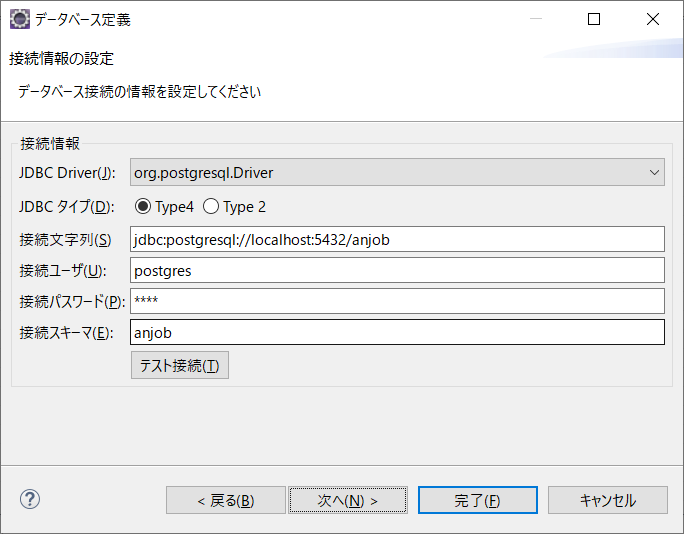 データベース定義
接続情報の設定
データベース接続の情報を設定してください
接続情報
JDBC Driver(J): org.postgresql.Driver
JDBC タイプ(D): Type4 Type 2
接続文字列(S) jdbc:postgresql://localhost:5432/anjob
接続ユーザ(U): postgres
接続パスワード(P): ****
接続スキーマ(E): anjob
テスト接続(T)
< 戻る(B) 次へ(N) > 完了(F) キャンセル